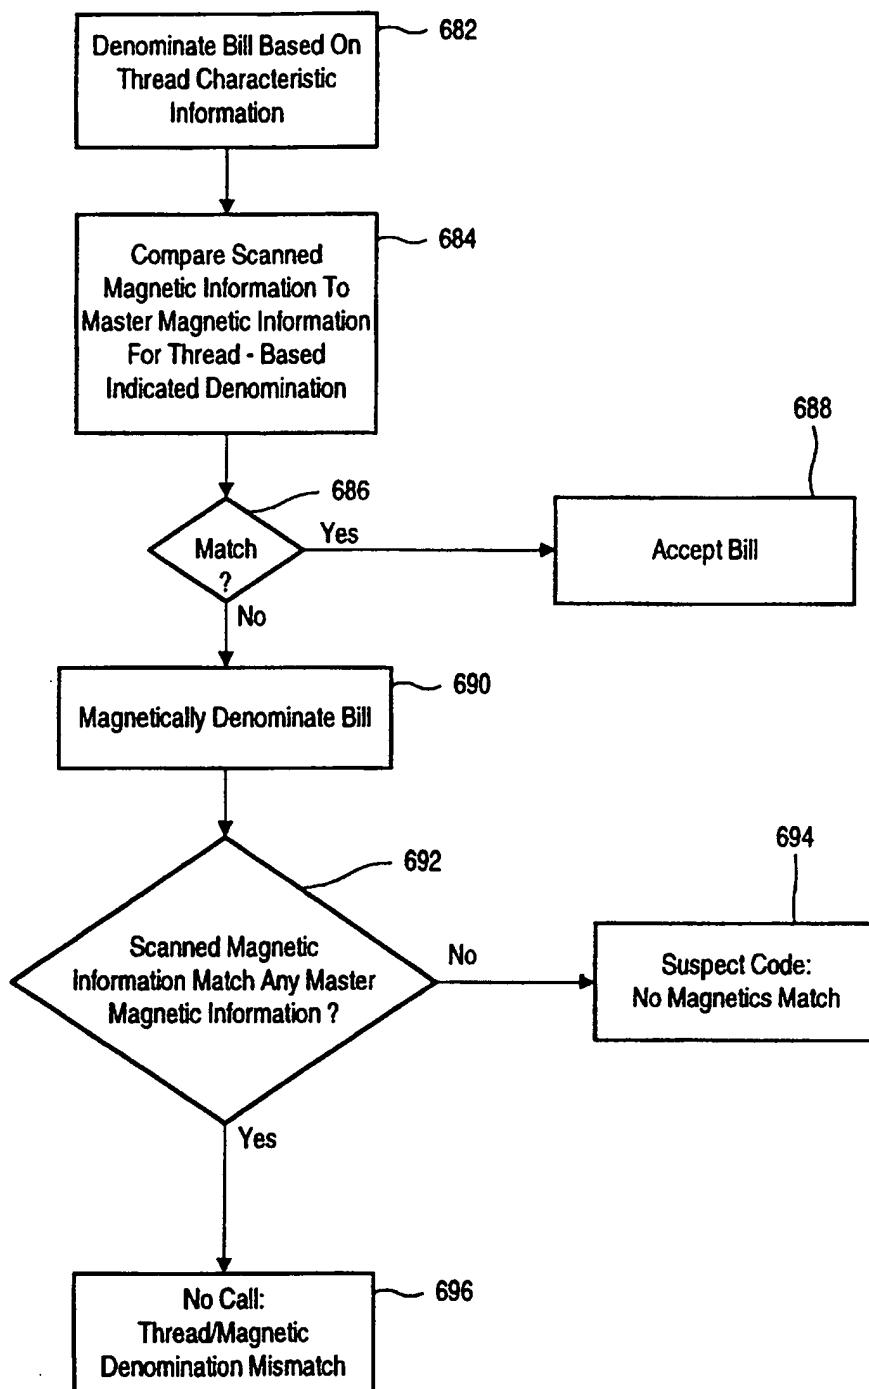 Denominate Bill Based On
Thread Characteristic
Information
682
Compare Scanned
Magnetic Information To
Master Magnetic Information
For Thread - Based
Indicated Denomination
684
Match
?
686
Yes
688
Accept Bill
No
Magnetically Denominate Bill
690
692
Scanned Magnetic
Information Match Any Master
Magnetic Information ?
No
694
Suspect Code:
No Magnetics Match
Yes
No Call:
Thread/Magnetic
Denomination Mismatch
696